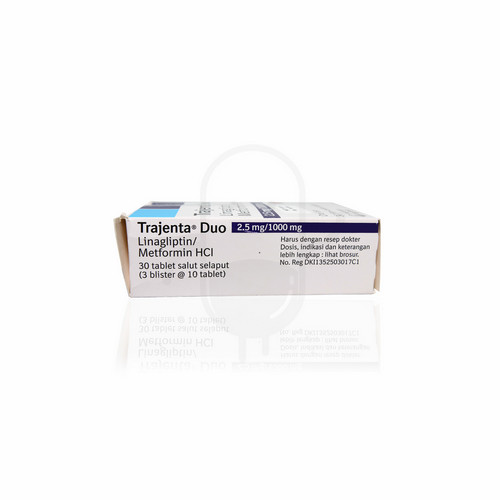 Trajenta® Duo 2.5 mg/1000 mg
Linagliptin/
Metformin HCl
30 tablet salut selaput
(3 blister @ 10 tablet)
Harus dengan resep dokter
Dosis, indikasi dan keterangan
lebih lengkap : lihat brosur.
No. Reg DKI1352503017C1